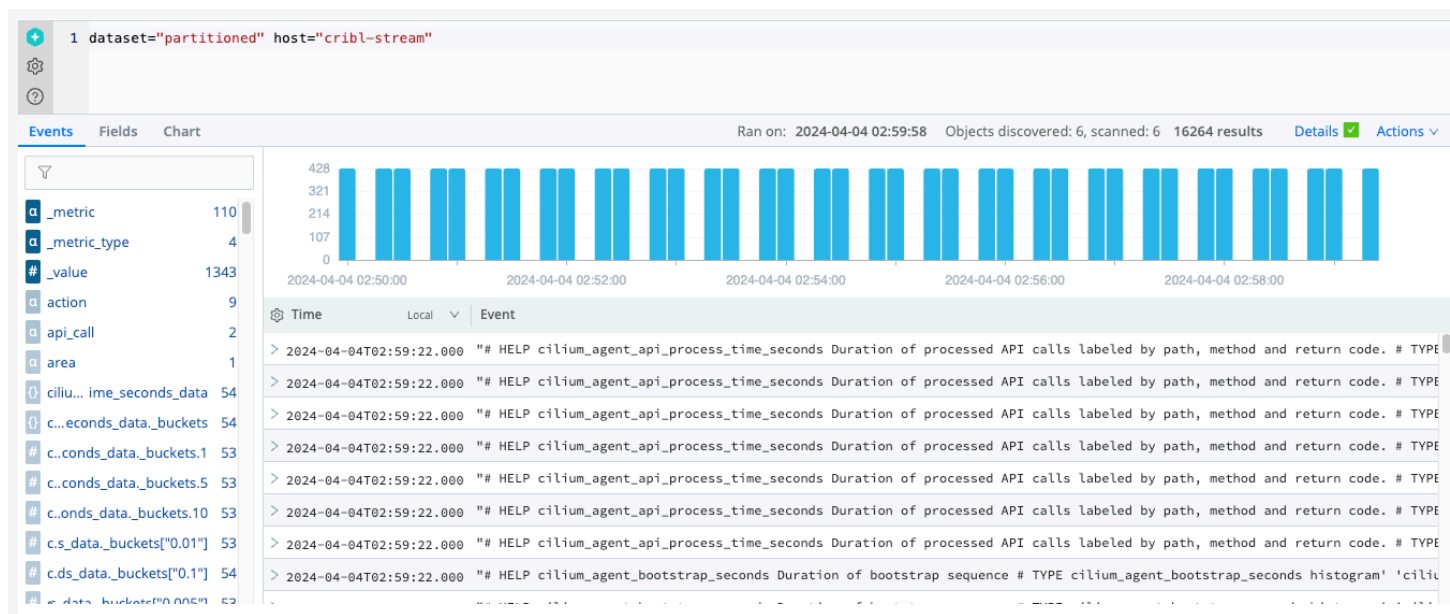 1 dataset="partitioned" host="cribl-stream"
Events Fields Chart Ran on: 2024-04-04 02:59:58 Objects discovered: 6, scanned: 6 16264 results Details Actions
428
321
214
107
0
2024-04-04 02:50:00 2024-04-04 02:52:00 2024-04-04 02:54:00 2024-04-04 02:56:00 2024-04-04 02:58:00
α _metric 110
α _metric_type 4
# _value 1343
α action 9
α api_call 2
α area 1
{} ciliu... ime_seconds_data 54
{} c...econds_data._buckets 54
# c..conds_data._buckets.1 53
# c..conds_data._buckets.5 53
# c..onds_data._buckets.10 53
# c.s_data._buckets["0.01"] 53
# c.ds_data._buckets["0.1"] 54
Time Local Event
2024-04-04T02:59:22.000 "# HELP cilium_agent_api_process_time_seconds Duration of processed API calls labeled by path, method and return code. # TYPE
2024-04-04T02:59:22.000 "# HELP cilium_agent_api_process_time_seconds Duration of processed API calls labeled by path, method and return code. # TYPE
2024-04-04T02:59:22.000 "# HELP cilium_agent_api_process_time_seconds Duration of processed API calls labeled by path, method and return code. # TYPE
2024-04-04T02:59:22.000 "# HELP cilium_agent_api_process_time_seconds Duration of processed API calls labeled by path, method and return code. # TYPE
2024-04-04T02:59:22.000 "# HELP cilium_agent_api_process_time_seconds Duration of processed API calls labeled by path, method and return code. # TYPE
2024-04-04T02:59:22.000 "# HELP cilium_agent_api_process_time_seconds Duration of processed API calls labeled by path, method and return code. # TYPE
2024-04-04T02:59:22.000 "# HELP cilium_agent_api_process_time_seconds Duration of processed API calls labeled by path, method and return code. # TYPE
2024-04-04T02:59:22.000 "# HELP cilium_agent_bootstrap_seconds Duration of bootstrap sequence # TYPE cilium_agent_bootstrap_seconds histogram' 'ciliu